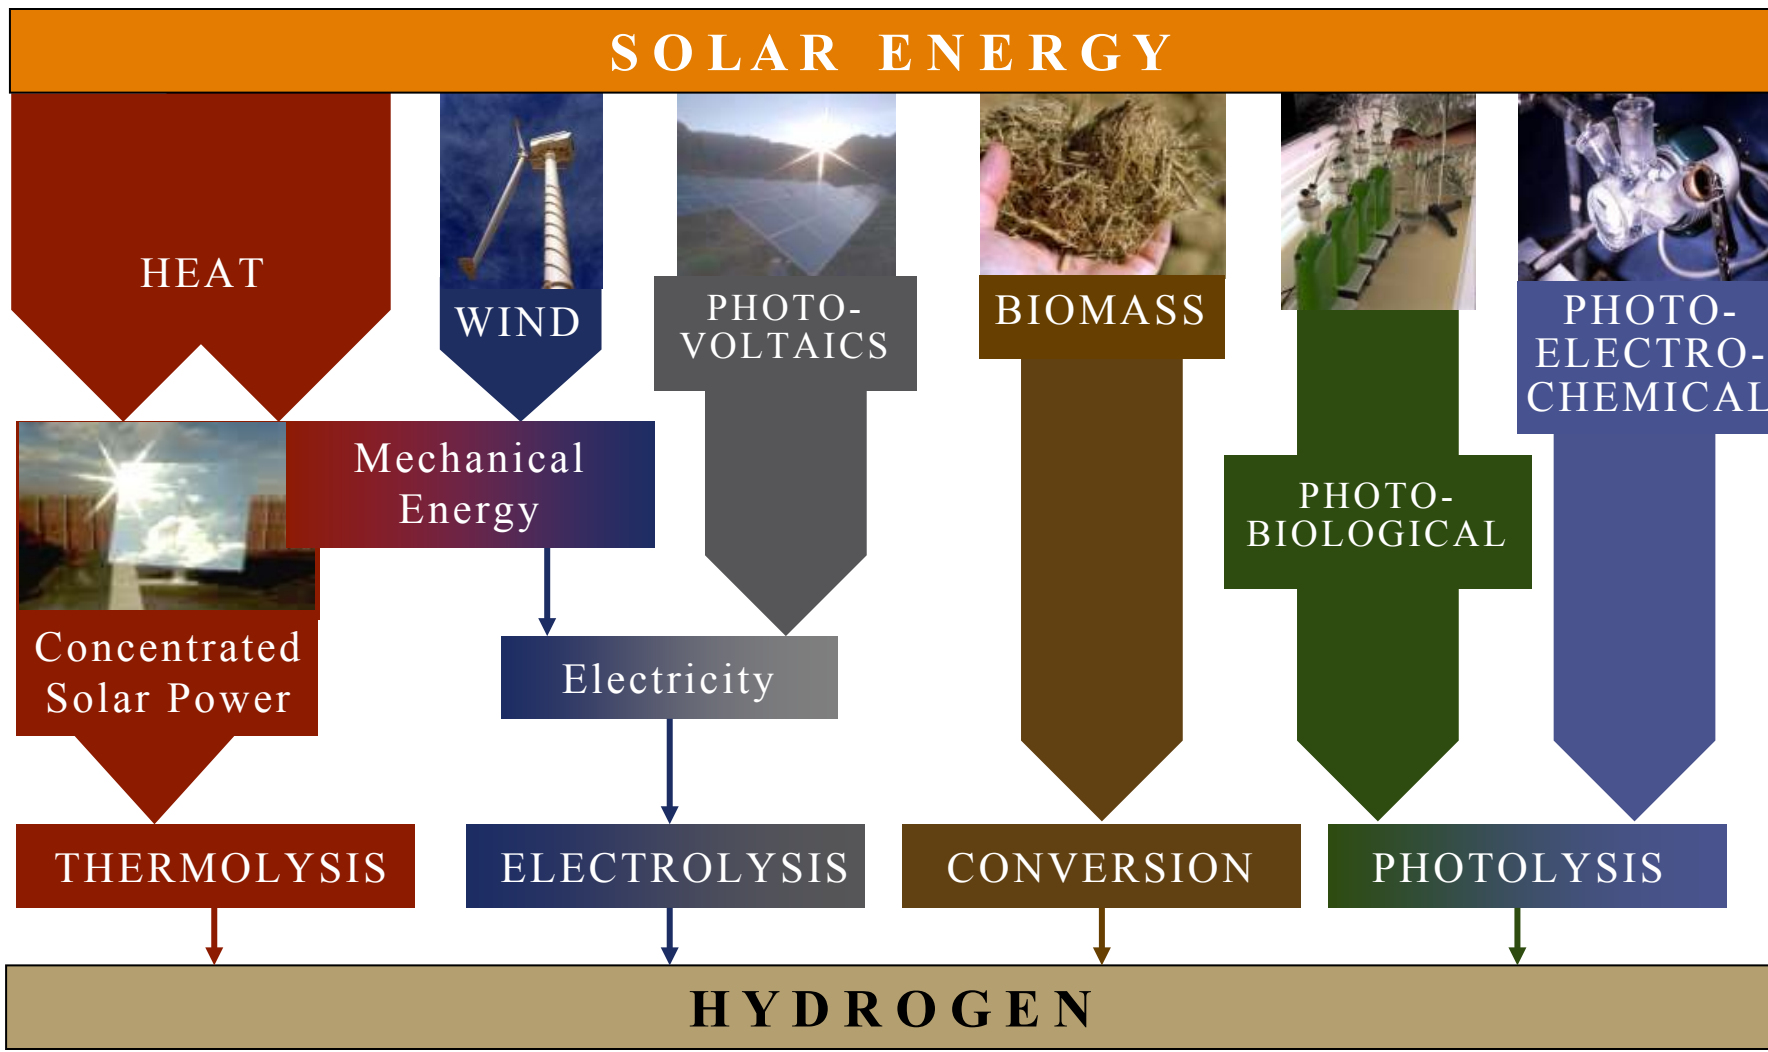 SOLAR ENERGY
HEAT
WIND
PHOTO-
VOLTAICS
BIOMASS
PHOTO-
ELECTRO-
CHEMICAL
Mechanical
Energy
PHOTO-
BIOLOGICAL
Concentrated
Solar Power
Electricity
THERMOLYSIS
ELECTROLYSIS
CONVERSION
PHOTOLYSIS
HYDROGEN